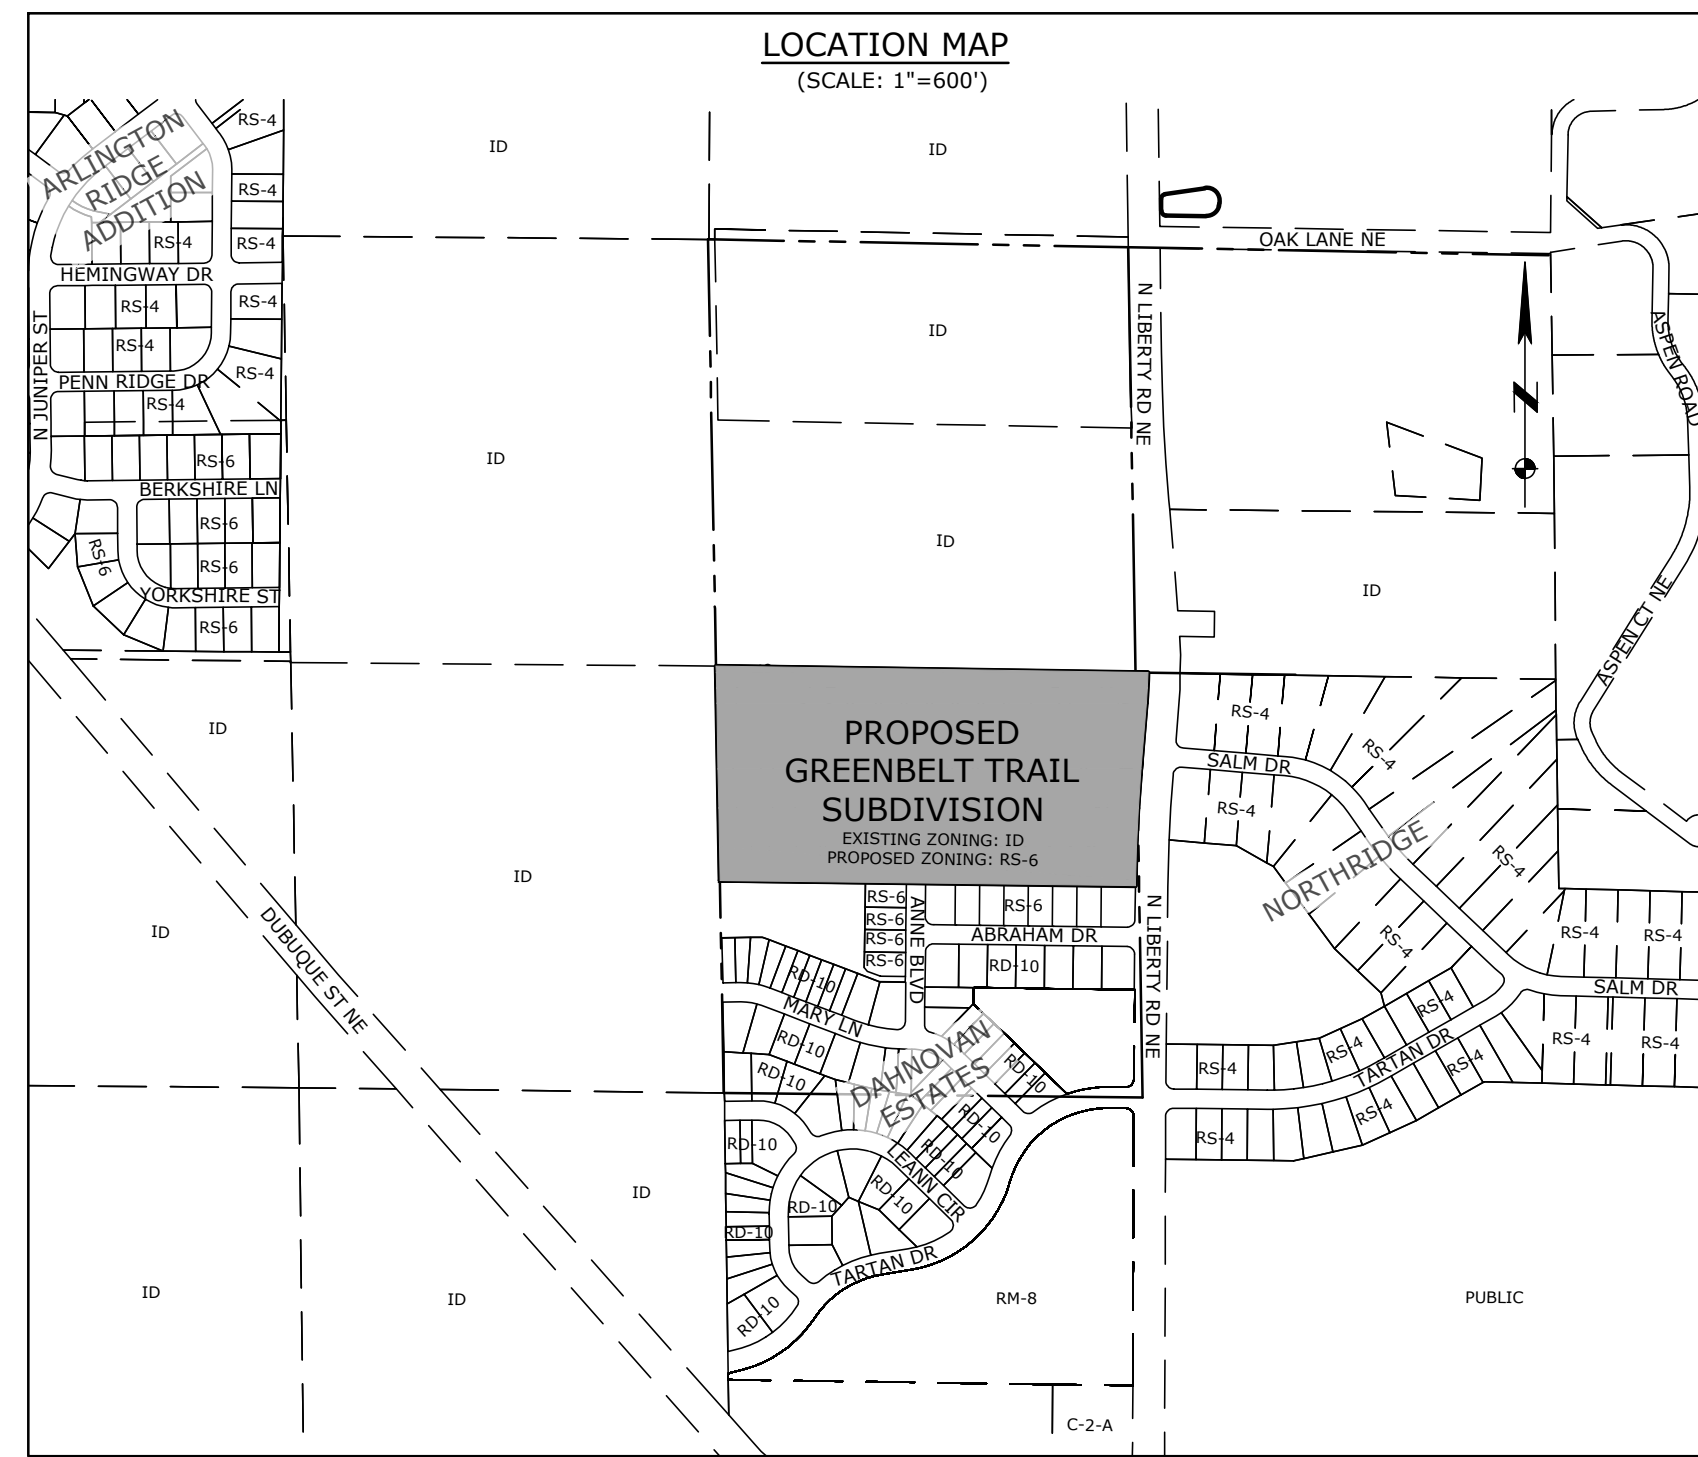 LOCATION MAP
(SCALE: 1"=600')
RS-4
ID
ID
ARLINGTON
RIDGE
ADDITION
RS-4
RS-4
RS-4
OAK LANE NE
HEMINGWAY DR
RS-4
RS-4
ID
N LIBERTY RD NE
N JUNIPER ST
RS-4
ASPEN ROAD
PENN RIDGE DR
RS-4
RS-4
N
RS-6
ID
BERKSHIRE LN
RS-6
ID
RS-6
RS-6
ID
YORKSHIRE ST
RS-6
ASPEN CT NE
ID
PROPOSED
GREENBELT TRAIL
SUBDIVISION
EXISTING ZONING: ID
PROPOSED ZONING: RS-6
RS-4
RS-4
SALM DR
RS-4
NORTHRIDGE
RS-4
ID
RS-6
RS-6
RS-6
RS-6
ANNE BLVD
RS-6
ABRAHAM DR
RD-10
N LIBERTY RD NE
RS-4
RS-4
RS-4
ID
DUBUQUE ST NE
RD-10
MARY LN
RD-10
RD-10
DAHNOVAN
ESTATES
RD-10
SALM DR
RS-4
RS-4
RS-4
RS-4
TARTAN DR
RS-4
RS-4
RS-4
RS-4
RD-10
RD-10
RD-10
LEANN CIR
RD-10
RD-10
RD-10
TARTAN DR
RD-10
ID
ID
ID
RM-8
PUBLIC
C-2-A